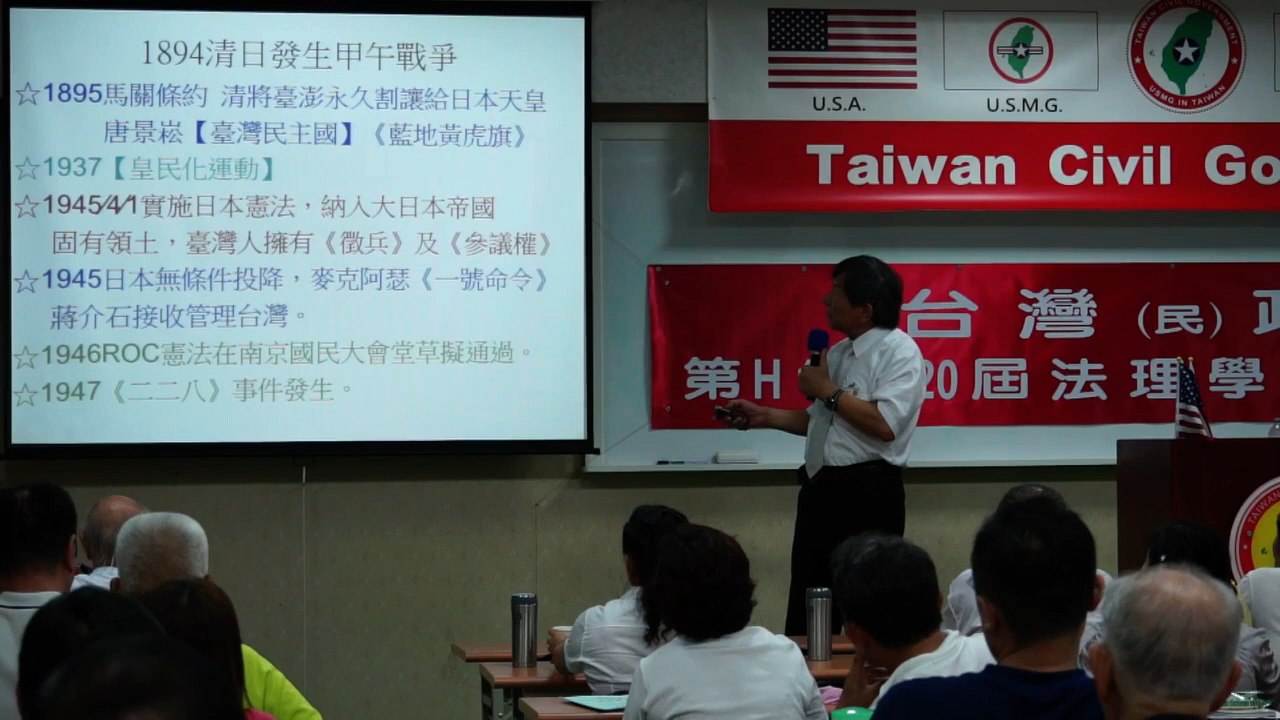 1894清日發生甲午戰爭
☆1895馬關條約 清將臺澎永久割讓給日本天皇
唐景崧【臺灣民主國】《藍地黃虎旗》
☆1937【皇民化運動】
☆1945/4/1實施日本憲法，納入大日本帝國
固有領土，臺灣人擁有《徵兵》及《參議權》
☆1945日本無條件投降，麥克阿瑟《一號命令》
蔣介石接收管理台灣。
☆1946ROC憲法在南京國民大會堂草擬通過。
☆1947《二二八》事件發生。
U.S.A.
U.S.M.G.
TAIWAN CIVIL GOVERNMENT
USMG IN TAIWAN
Taiwan Civil Go
台灣(民)政
第H 20屆法理學